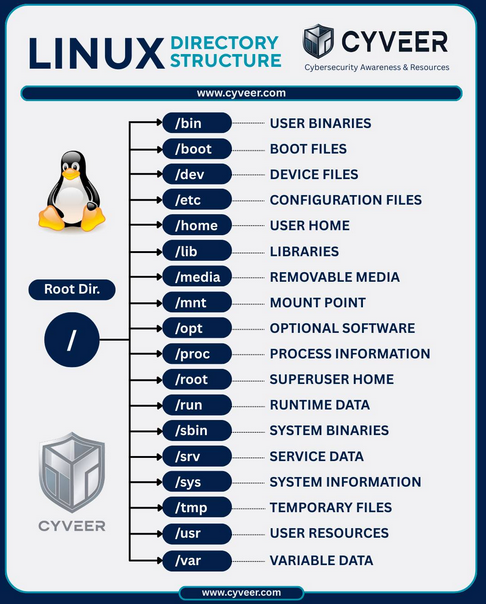 LINUX DIRECTORY STRUCTURE
CYVEER
Cybersecurity Awareness & Resources
www.cyveer.com
/bin USER BINARIES
/boot BOOT FILES
/dev DEVICE FILES
/etc CONFIGURATION FILES
/home USER HOME
/lib LIBRARIES
/media REMOVABLE MEDIA
Root Dir.
/mnt MOUNT POINT
/opt OPTIONAL SOFTWARE
/
/proc PROCESS INFORMATION
/root SUPERUSER HOME
/run RUNTIME DATA
/sbin SYSTEM BINARIES
/srv SERVICE DATA
/sys SYSTEM INFORMATION
/tmp TEMPORARY FILES
CYVEER
/usr USER RESOURCES
/var VARIABLE DATA
www.cyveer.com